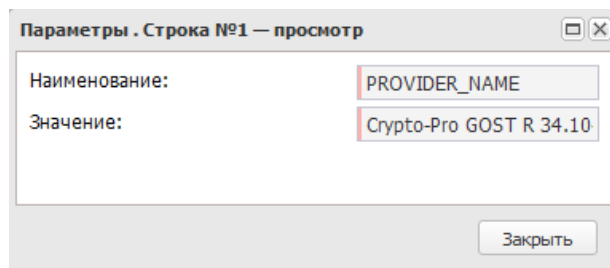 Параметры . Строка №1 — просмотр
Наименование: PROVIDER_NAME
Значение: Crypto-Pro GOST R 34.10-
Закрыть